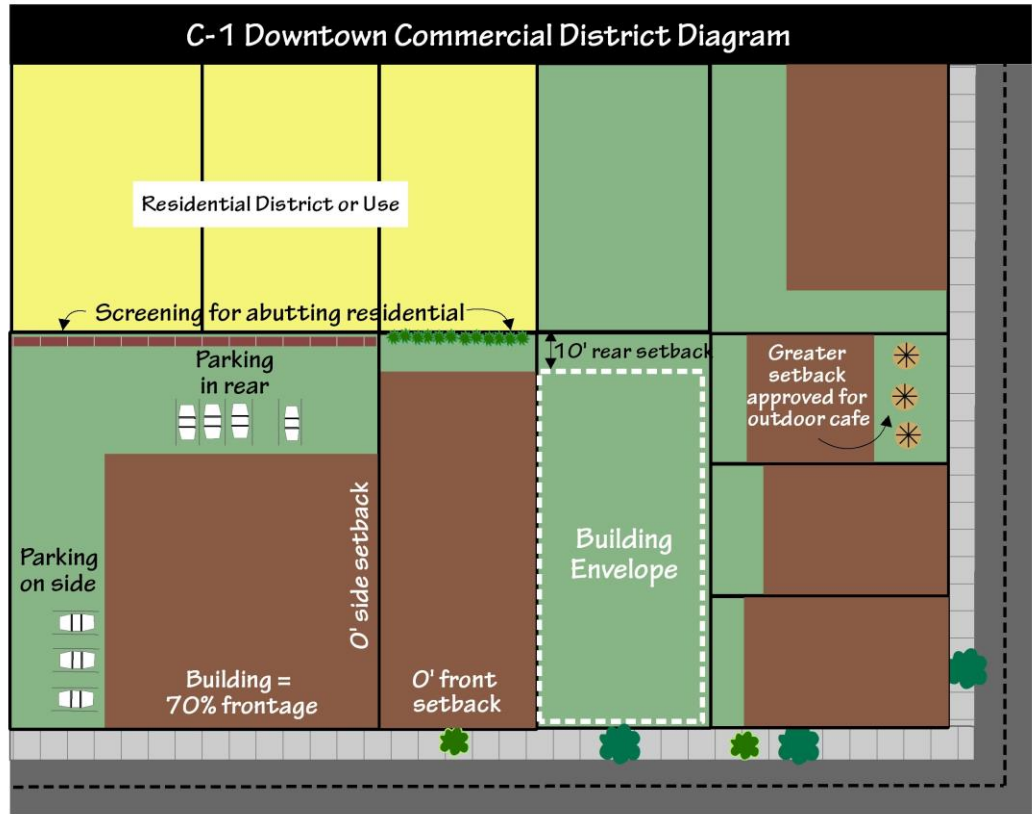 C-1 Downtown Commercial District Diagram
Residential District or Use
Screening for abutting residential
Parking
in rear
10' rear setback
Greater
setback
approved for
outdoor cafe
Parking
on side
0' side setback
Building
Envelope
Building =
70% frontage
0' front
setback